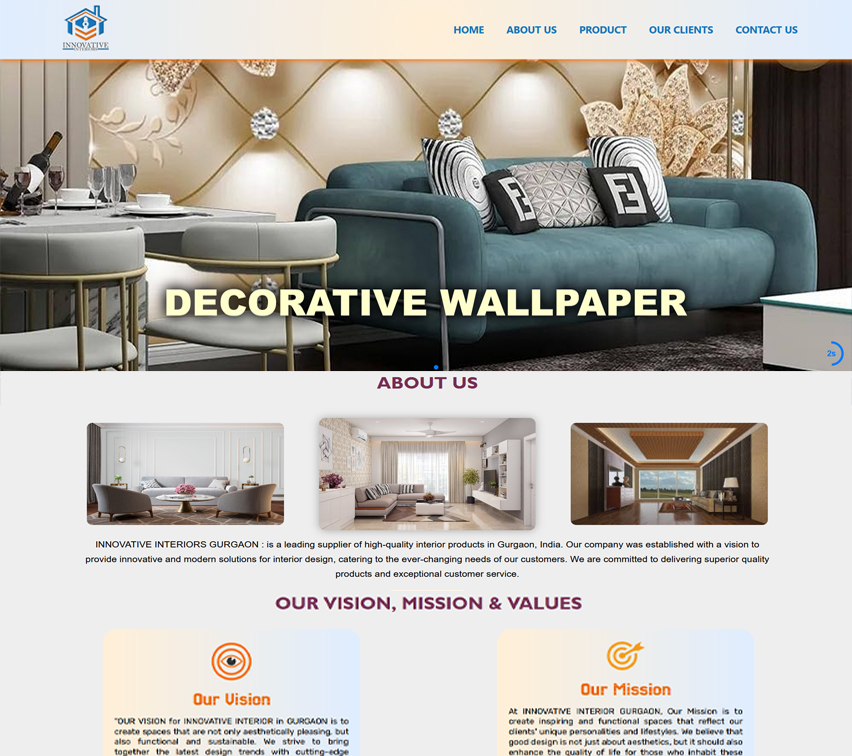 INNOVATIVE
INTERIORS
HOME ABOUT US PRODUCT OUR CLIENTS CONTACT US
DECORATIVE WALLPAPER
2s
ABOUT US
INNOVATIVE INTERIORS GURGAON : is a leading supplier of high-quality interior products in Gurgaon, India. Our company was established with a vision to
provide innovative and modern solutions for interior design, catering to the ever-changing needs of our customers. We are committed to delivering superior quality
products and exceptional customer service.
OUR VISION, MISSION & VALUES
Our Vision
"OUR VISION for INNOVATIVE INTERIOR in GURGAON is to
create spaces that are not only aesthetically pleasing, but
also functional and sustainable. We strive to bring
together the latest design trends with cutting-edge
Our Mission
At INNOVATIVE INTERIOR GURGAON, Our Mission is to
create inspiring and functional spaces that reflect our
clients' unique personalities and lifestyles. We believe that
good design is not just about aesthetics, but it should also
enhance the quality of life for those who inhabit these